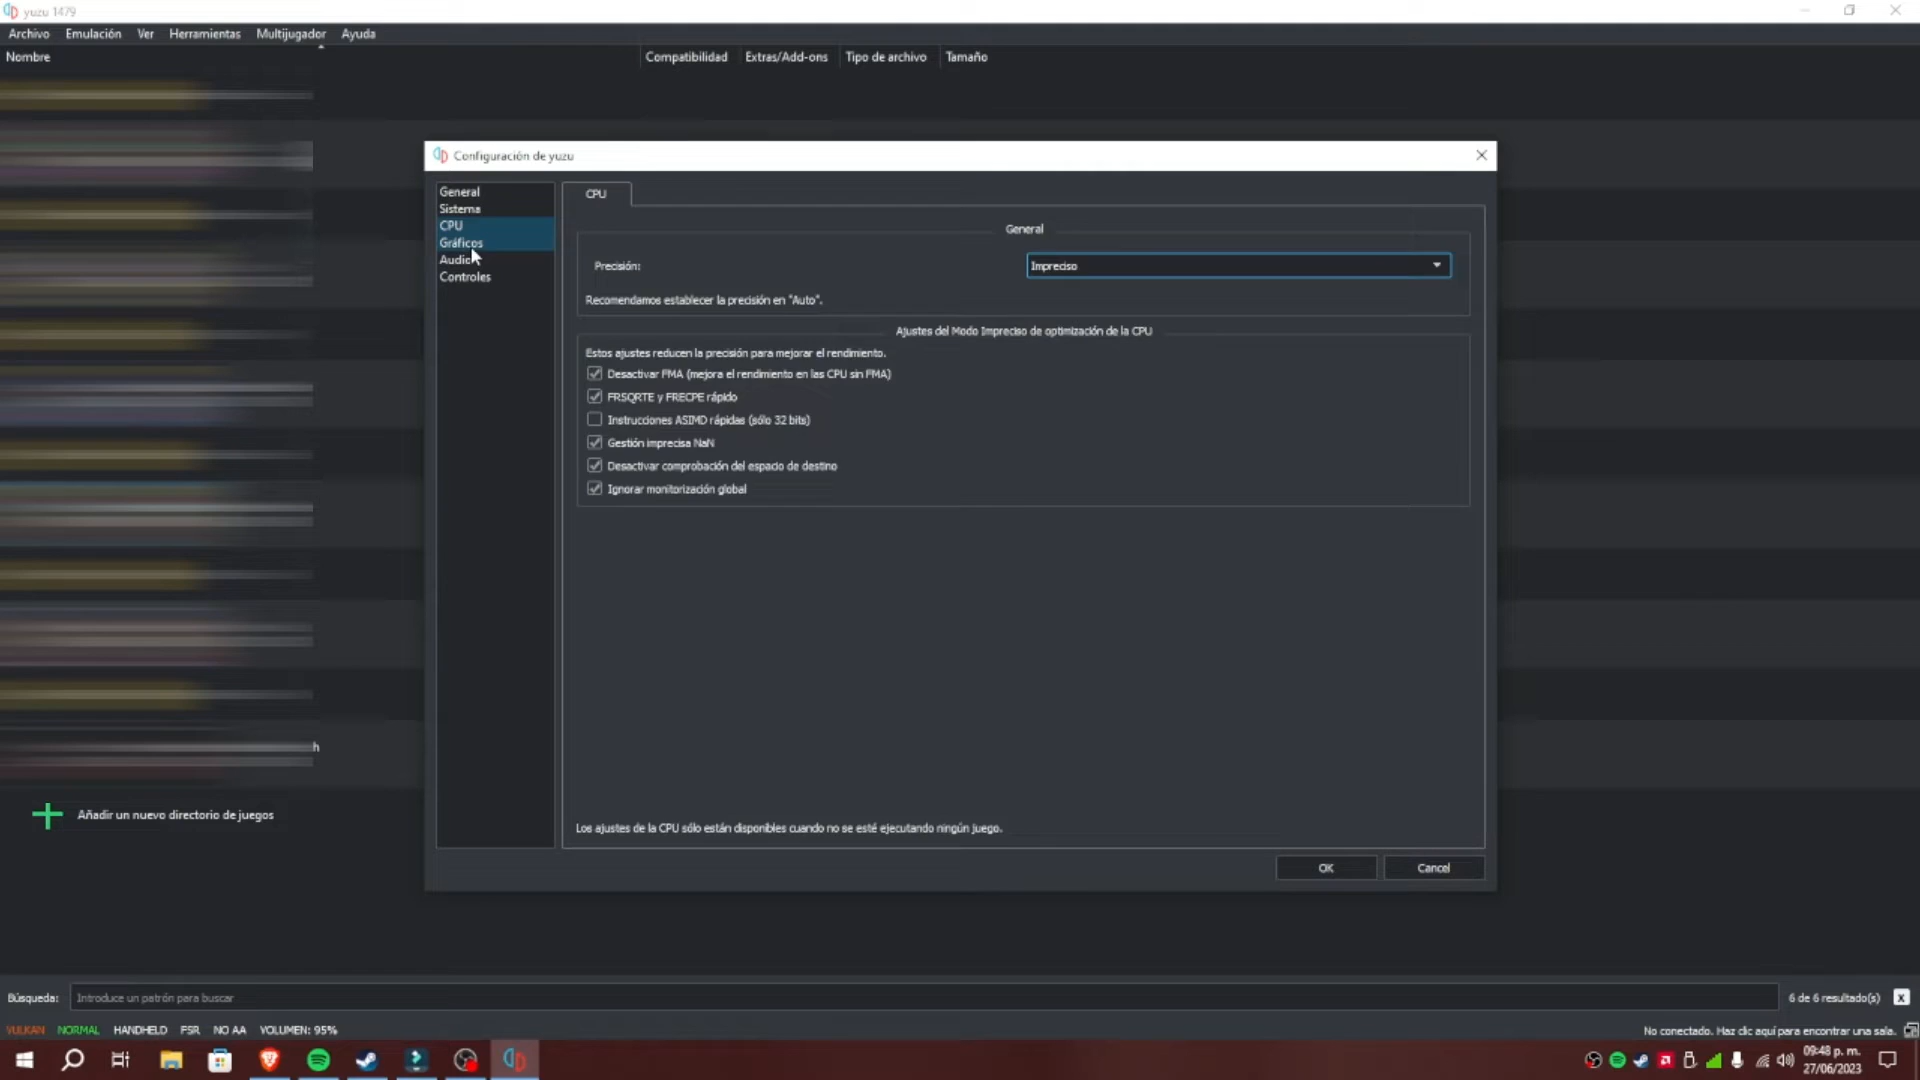 yuzu 1479
Archivo Emulación Ver Herramientas Multijugador Ayuda
Nombre Compatibilidad Extras/Add-ons Tipo de archivo Tamaño
Configuración de yuzu
General
Sistema
CPU
Gráficos
Audio
Controles
CPU
General
Precisión: Impreciso
Recomendamos establecer la precisión en "Auto".
Ajustes del Modo Impreciso de optimización de la CPU
Estos ajustes reducen la precisión para mejorar el rendimiento.
Desactivar FMA (mejora el rendimiento en las CPU sin FMA)
FRSQRTE y FRECPE rápido
Instrucciones ASIMD rápidas (sólo 32 bits)
Gestión imprecisa NaN
Desactivar comprobación del espacio de destino
Ignorar monitorización global
h
Añadir un nuevo directorio de juegos
Los ajustes de la CPU sólo están disponibles cuando no se esté ejecutando ningún juego.
OK Cancel
Búsqueda: Introduce un patrón para buscar 6 de 6 resultado(s) x
VULKAN NORMAL HANDHELD FSR NO AA VOLUMEN: 95% No conectado. Haz clic aquí para encontrar una sala.
09:48 p. m.
27/06/2023